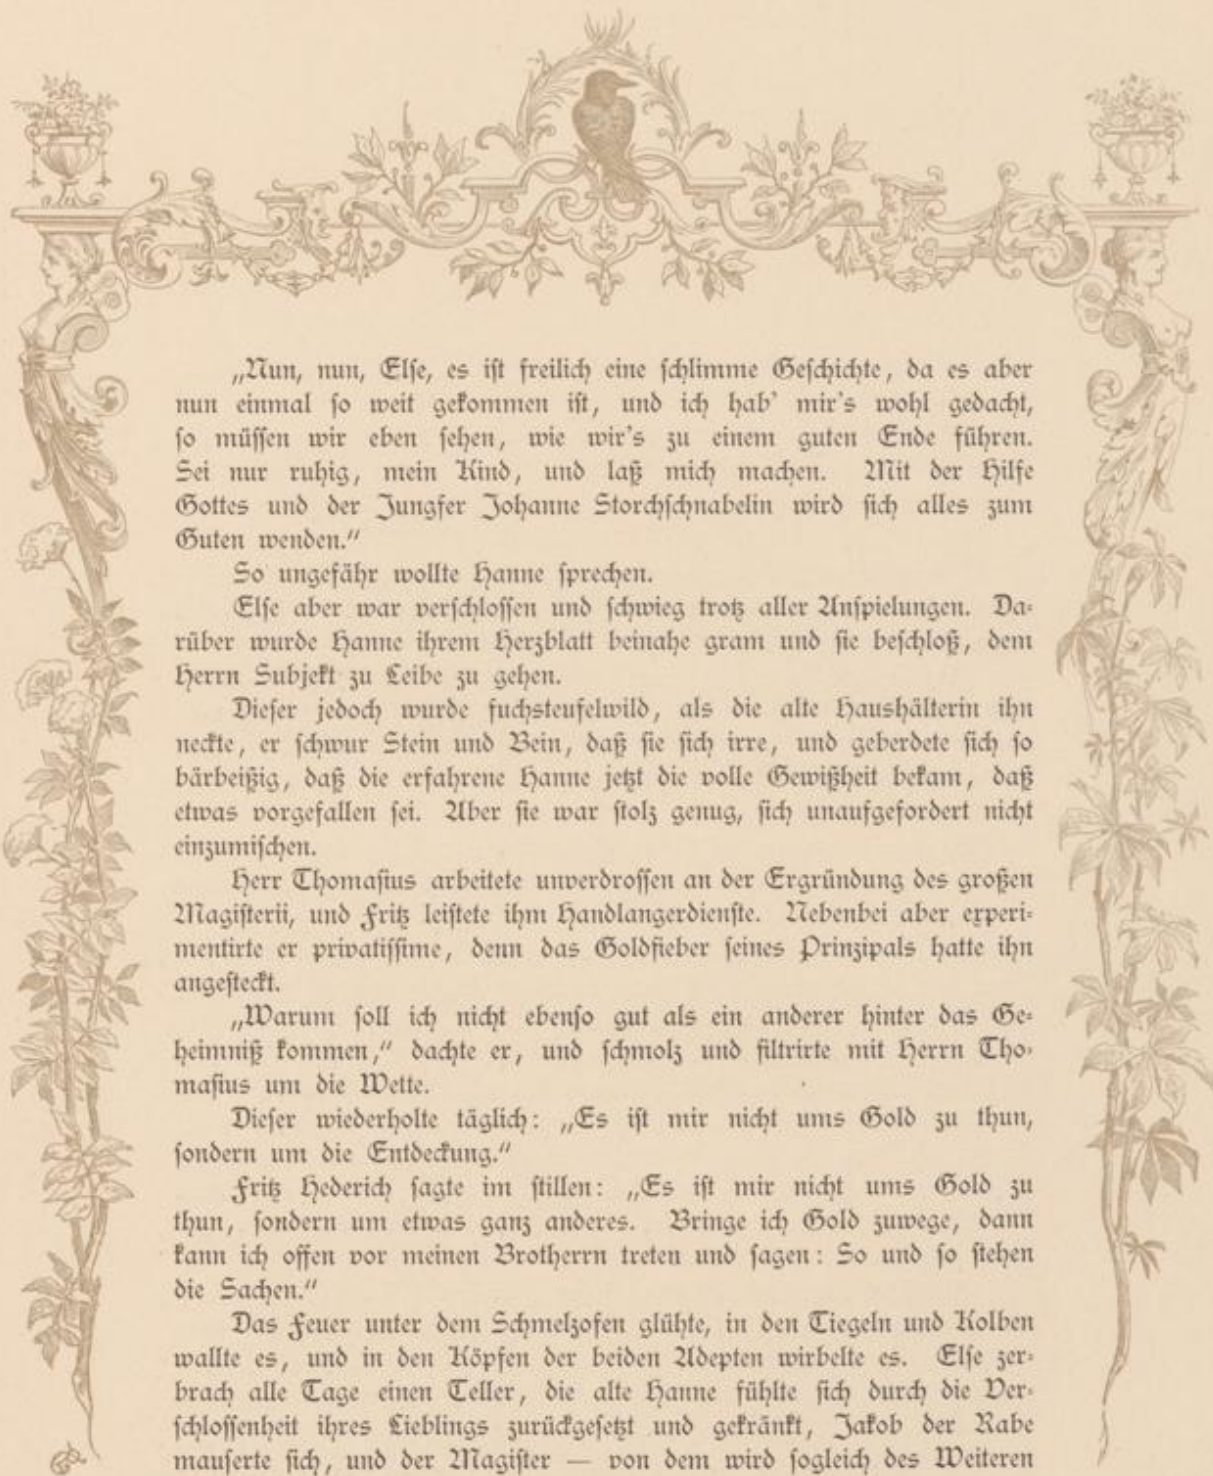 „Nun, nun, Else, es ist freilich eine schlimme Geschichte, da es aber
nun einmal so weit gekommen ist, und ich hab' mir's wohl gedacht,
so müssen wir eben sehen, wie wir's zu einem guten Ende führen.
Sei nur ruhig, mein Kind, und laß mich machen. Mit der Hilfe
Gottes und der Jungfer Johanne Storchschnabelin wird sich alles zum
Guten wenden.“
So ungefähr wollte Hanne sprechen.
Else aber war verschlossen und schwieg trotz aller Anspielungen. Da-
rüber wurde Hanne ihrem Herzblatt beinahe gram und sie beschloß, dem
Herrn Subjekt zu Leibe zu gehen.
Dieser jedoch wurde fuchsteufelwild, als die alte Haushälterin ihn
neckte, er schwur Stein und Bein, daß sie sich irre, und geberdete sich so
bärbeißig, daß die erfahrene Hanne jetzt die volle Gewißheit bekam, daß
etwas vorgefallen sei. Aber sie war stolz genug, sich unaufgefordert nicht
einzumischen.
Herr Thomasius arbeitete unverdrossen an der Ergründung des großen
Magisterii, und Fritz leistete ihm Handlangerdienste. Nebenbei aber experi-
mentirte er privatissime, denn das Goldfieber seines Prinzipals hatte ihn
angesteckt.
„Warum soll ich nicht ebenso gut als ein anderer hinter das Ge-
heimniß kommen,“ dachte er, und schmolz und filtrirte mit Herrn Tho-
masius um die Wette.
Dieser wiederholte täglich: „Es ist mir nicht ums Gold zu thun,
sondern um die Entdeckung.“
Fritz Hederich sagte im stillen: „Es ist mir nicht ums Gold zu
thun, sondern um etwas ganz anderes. Bringe ich Gold zuwege, dann
kann ich offen vor meinen Brotherrn treten und sagen: So und so stehen
die Sachen.“
Das Feuer unter dem Schmelzofen glühte, in den Tiegeln und Kolben
wallte es, und in den Köpfen der beiden Adepten wirbelte es. Else zer-
brach alle Tage einen Teller, die alte Hanne fühlte sich durch die Ver-
schlossenheit ihres Lieblings zurückgesetzt und gekränkt, Jakob der Rabe
mauserte sich, und der Magister — von dem wird sogleich des Weiteren